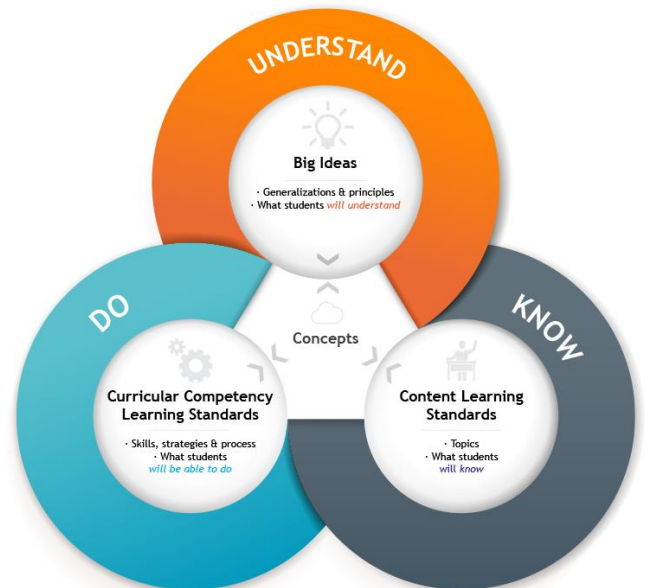 UNDERSTAND
Big Ideas
· Generalizations & principles
· What students will understand
Concepts
DO
Curricular Competency
Learning Standards
· Skills, strategies & process
· What students
will be able to do
KNOW
Content Learning
Standards
· Topics
· What students
will know